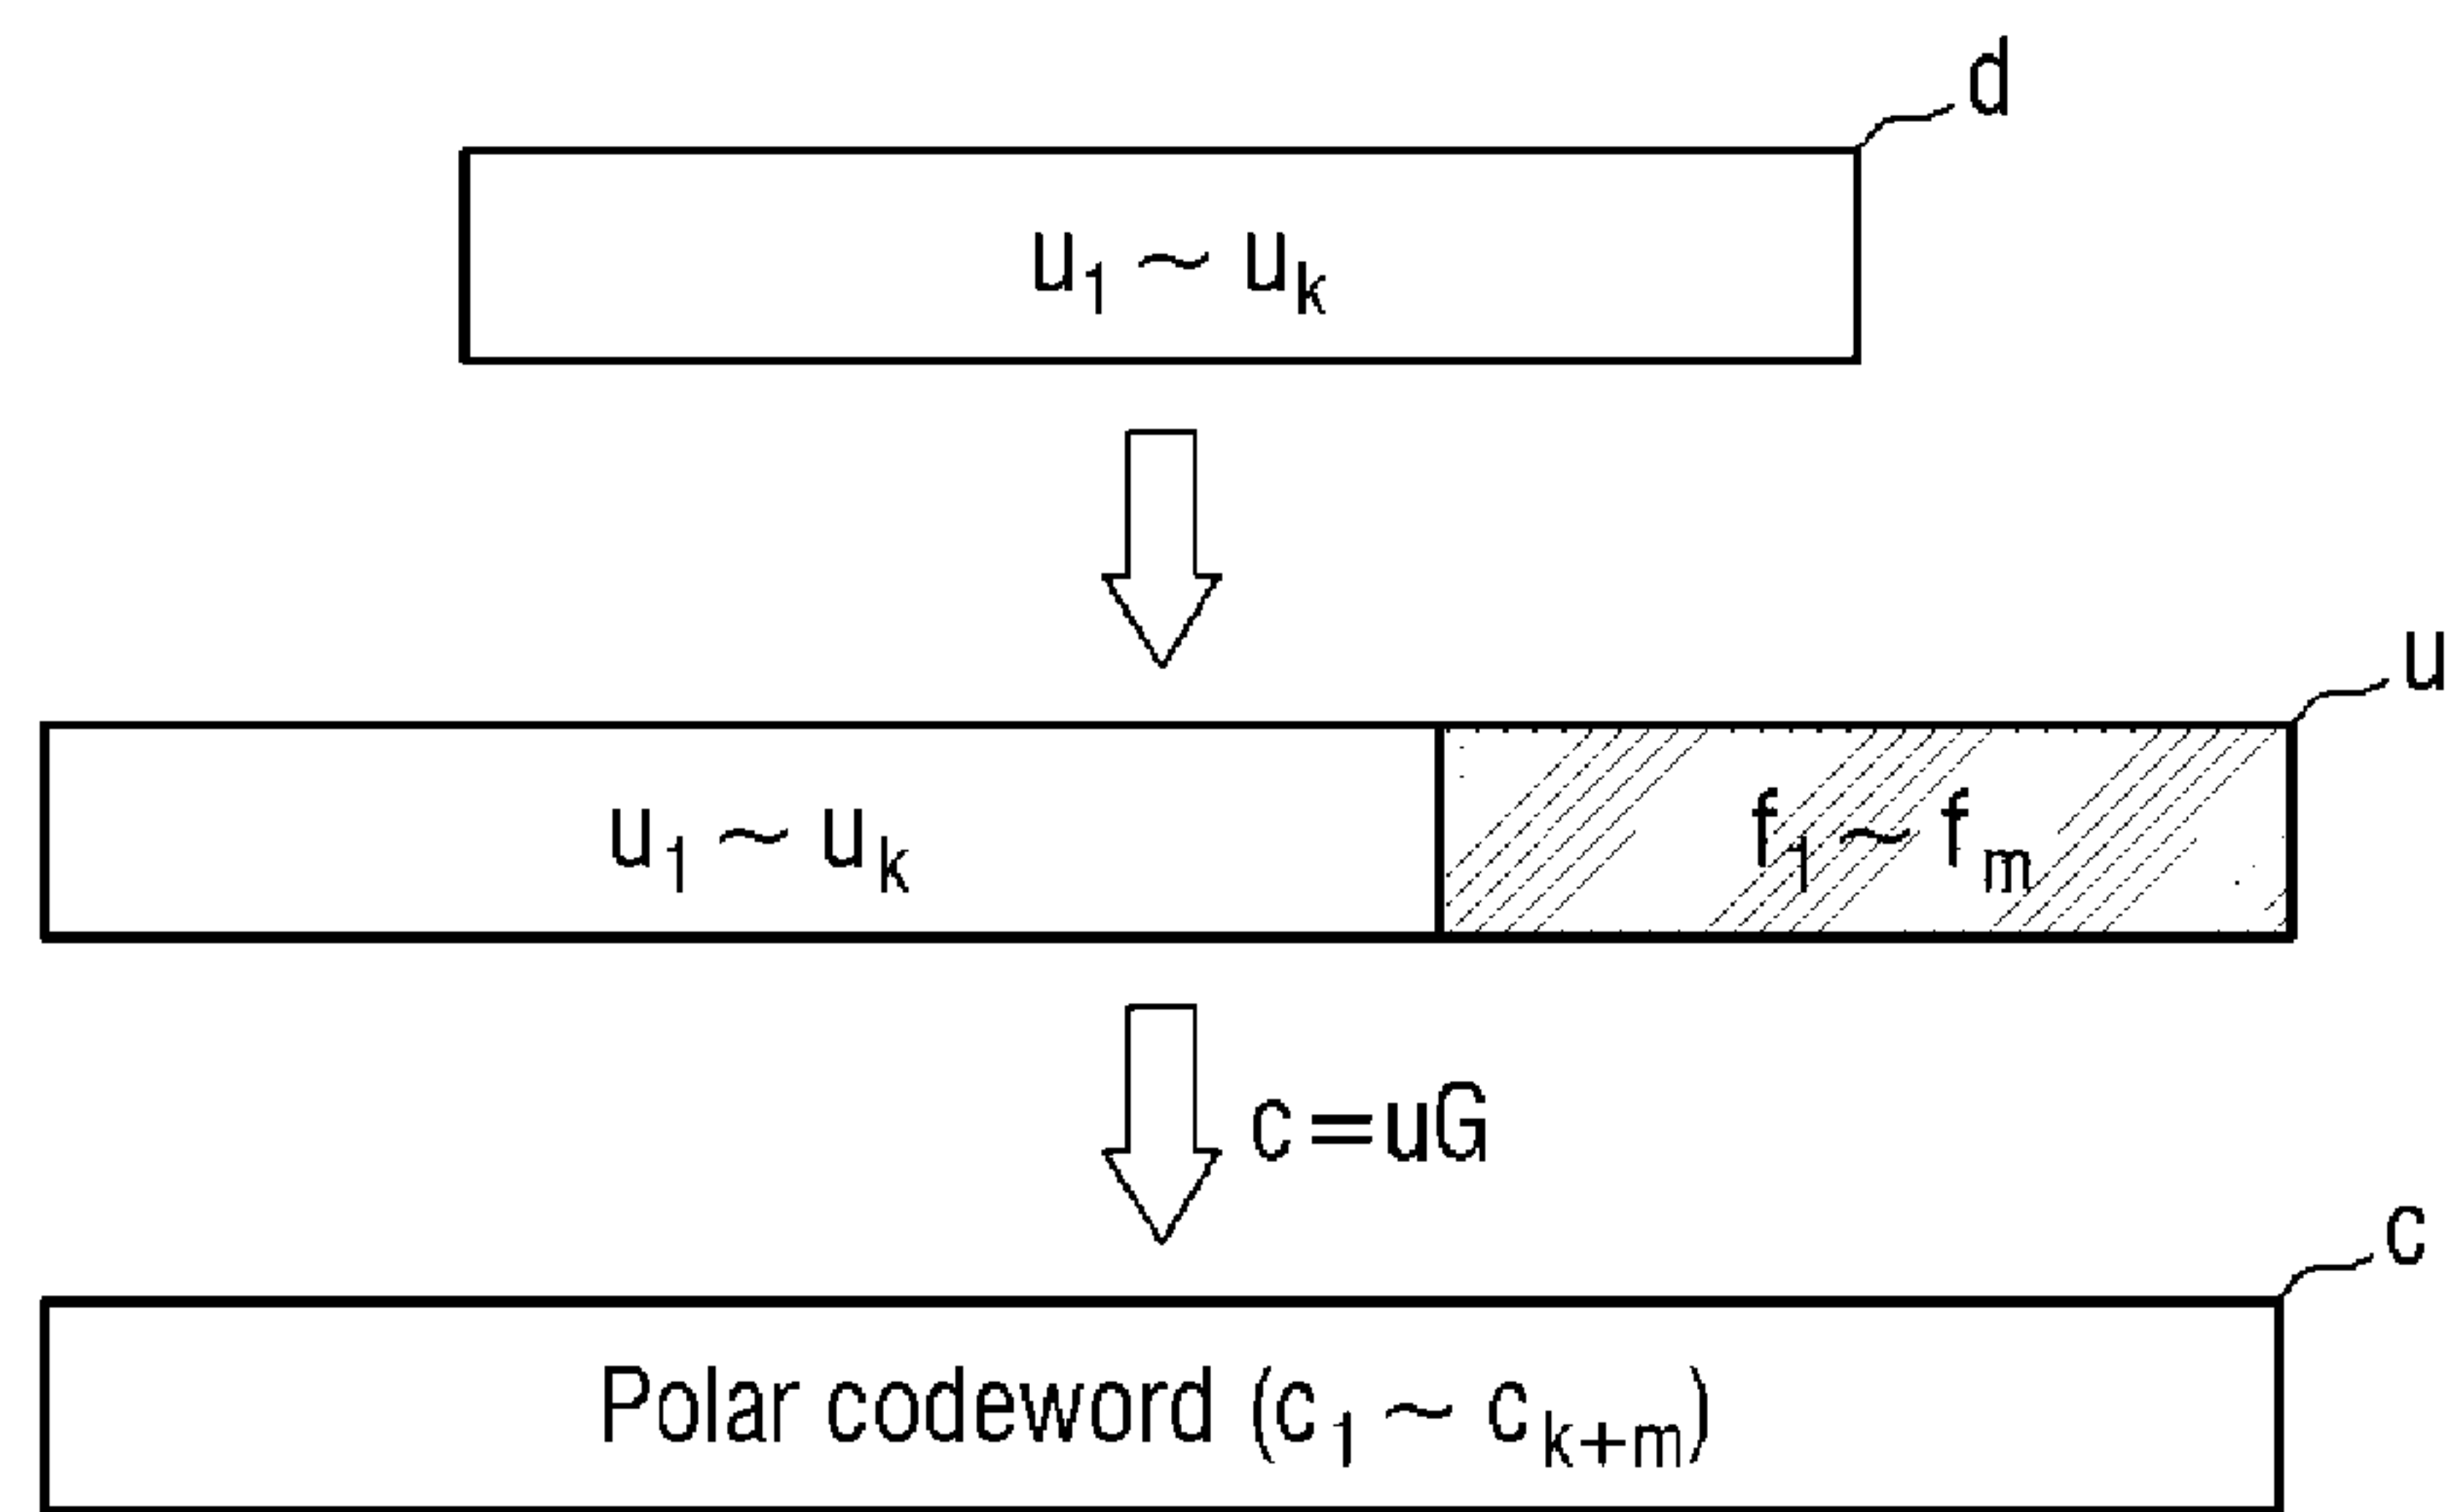 d
u₁ ~ uₖ
u
u₁ ~ uₖ f₁ ~ fₘ
c=uG
c
Polar codeword (c₁ ~ cₖ₊ₘ)